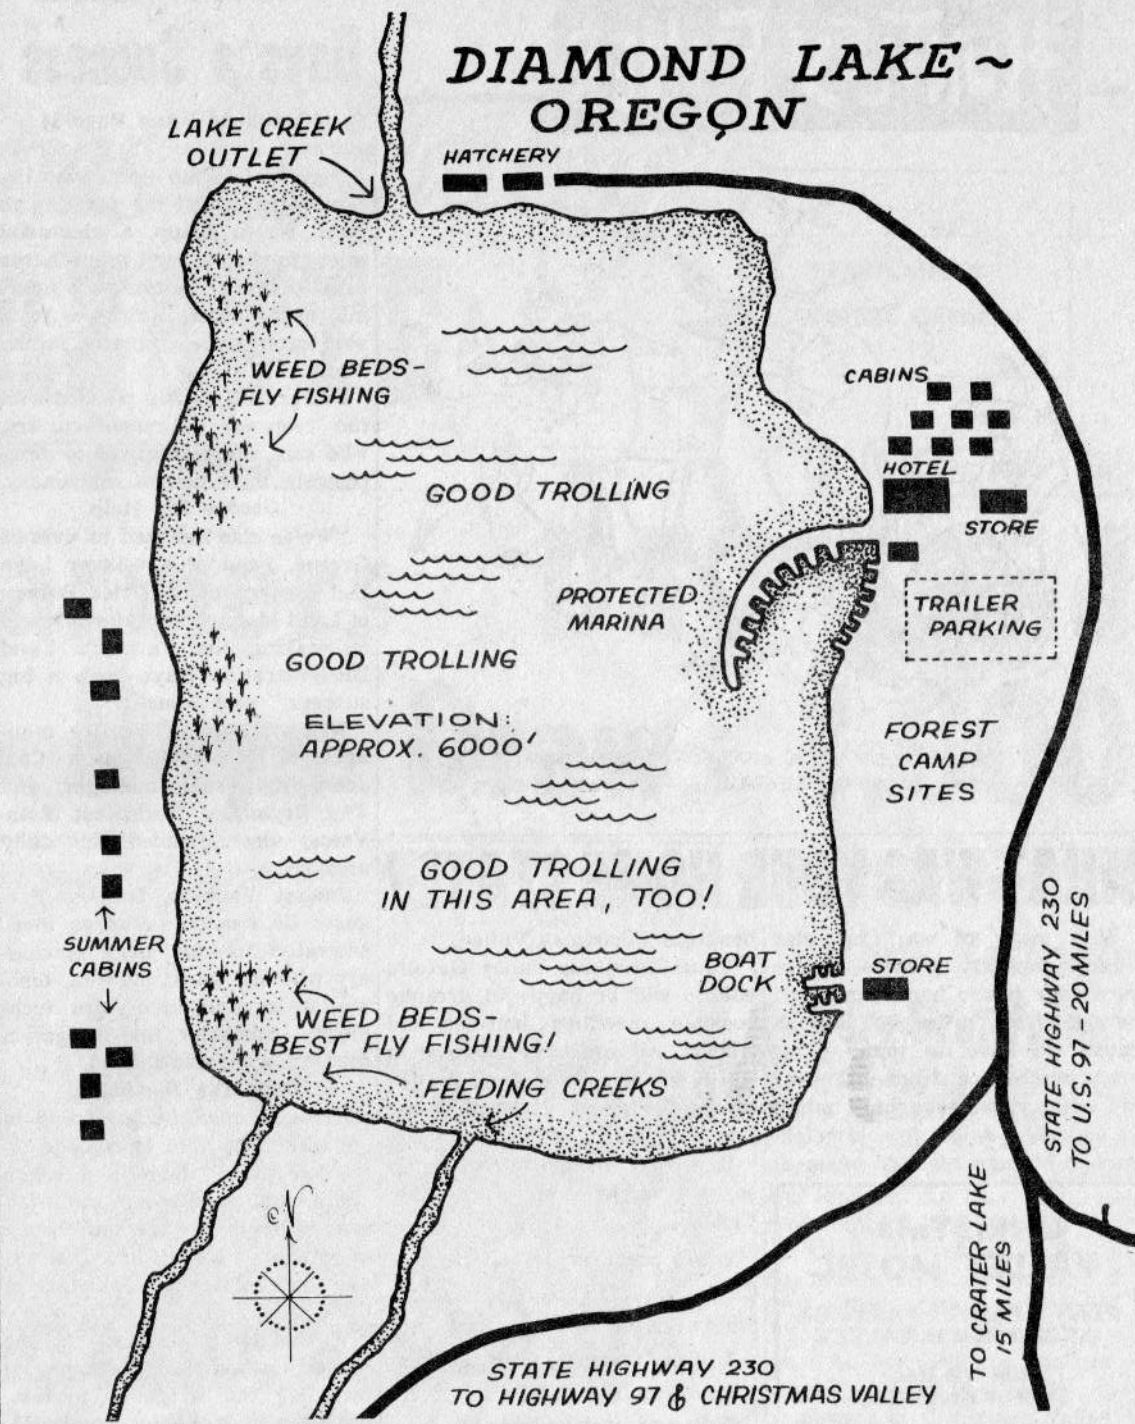 DIAMOND LAKE ~
OREGON
LAKE CREEK
OUTLET
HATCHERY
WEED BEDS-
FLY FISHING
CABINS
HOTEL
STORE
GOOD TROLLING
PROTECTED
MARINA
TRAILER
PARKING
GOOD TROLLING
ELEVATION:
APPROX. 6000'
FOREST
CAMP
SITES
GOOD TROLLING
IN THIS AREA, TOO!
SUMMER
CABINS
BOAT
DOCK
STORE
WEED BEDS-
BEST FLY FISHING!
FEEDING CREEKS
STATE HIGHWAY 230
TO U.S. 97 - 20 MILES
TO CRATER LAKE
15 MILES
N
STATE HIGHWAY 230
TO HIGHWAY 97 & CHRISTMAS VALLEY